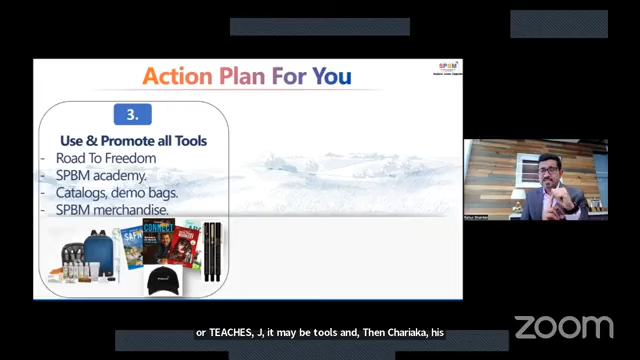 Action Plan For You
SPBM
3.
Use & Promote all Tools
- Road To Freedom
- SPBM academy.
- Catalogs, demo bags.
- SPBM merchandise.
CONNECT
or TEACHES, J, it may be tools and, Then Chariaka, his
zoom